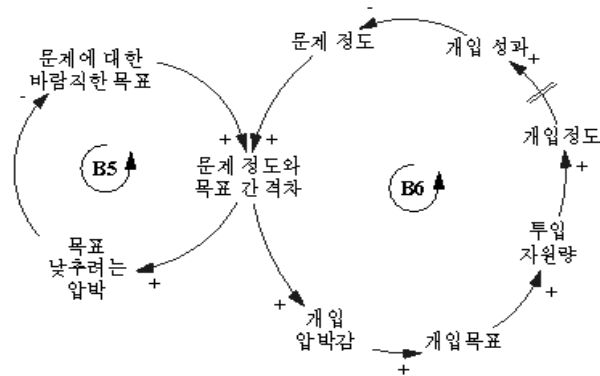 문제에 대한
바람직한 목표
-
B5
목표
낮추려는
압박
+
+ +
문제 정도와
목표 간 격차
문제 정도
-
개입 성과
+
개입정도
+
B6
투입
자원량
+
개입목표
+
개입
압박감
+